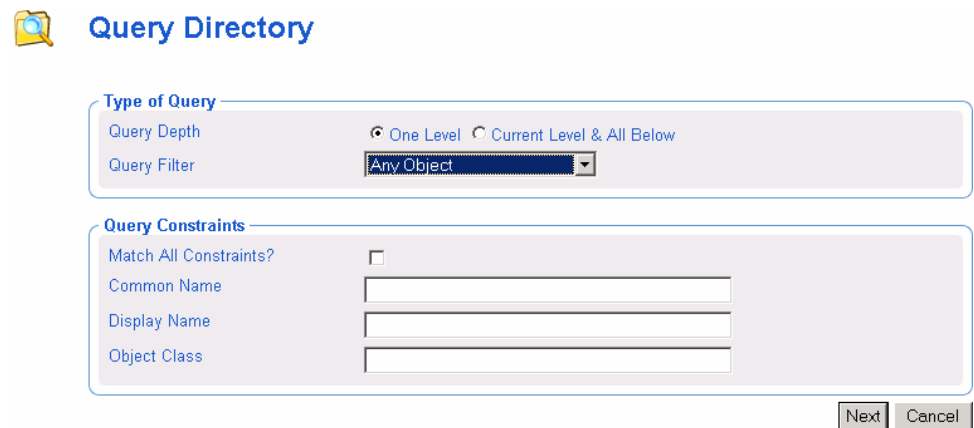 Query Directory
Type of Query
Query Depth One Level Current Level & All Below
Query Filter Any Object
Query Constraints
Match All Constraints?
Common Name
Display Name
Object Class
Next Cancel